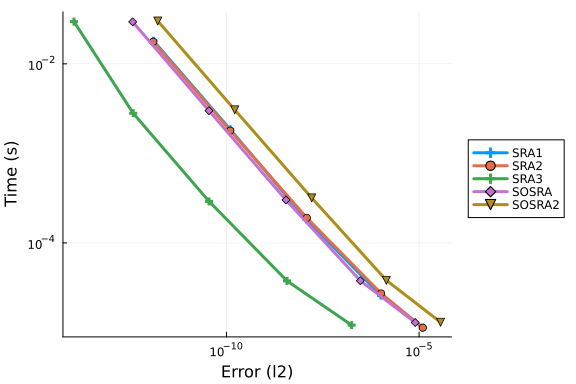 Time (s)
10⁻²
10⁻⁴
10⁻¹⁰
10⁻⁵
Error (l2)
SRA1
SRA2
SRA3
SOSRA
SOSRA2